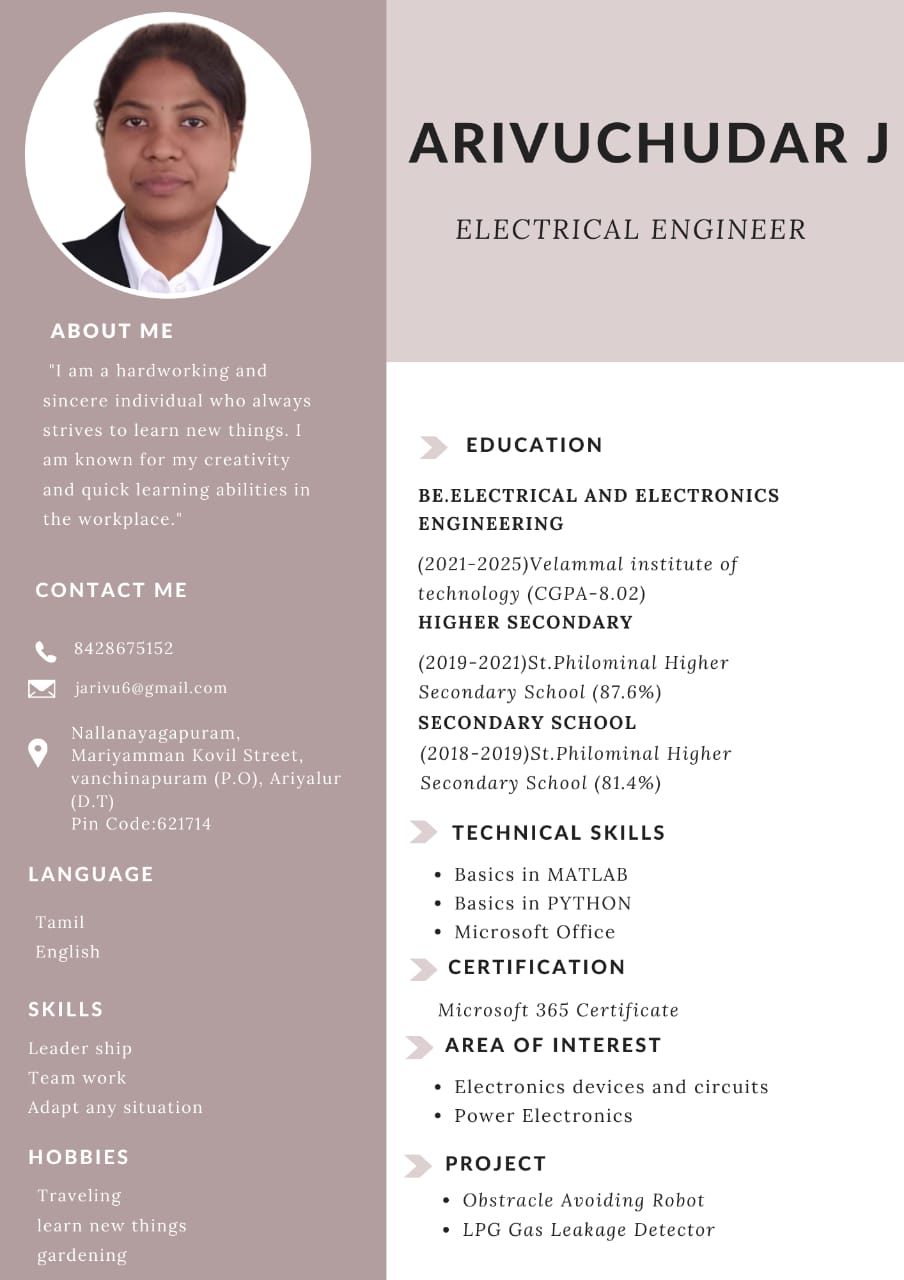 ARIVUCHUDAR J
ELECTRICAL ENGINEER
ABOUT ME
"I am a hardworking and
sincere individual who always
strives to learn new things. I
am known for my creativity
and quick learning abilities in
the workplace."
CONTACT ME
8428675152
jarivu6@gmail.com
Nallanayagapuram,
Mariyamman Kovil Street,
vanchinapuram (P.O), Ariyalur
(D.T)
Pin Code:621714
LANGUAGE
Tamil
English
SKILLS
Leader ship
Team work
Adapt any situation
HOBBIES
Traveling
learn new things
gardening
EDUCATION
BE.ELECTRICAL AND ELECTRONICS
ENGINEERING
(2021-2025)Velammal institute of
technology (CGPA-8.02)
HIGHER SECONDARY
(2019-2021)St.Philominal Higher
Secondary School (87.6%)
SECONDARY SCHOOL
(2018-2019)St.Philominal Higher
Secondary School (81.4%)
TECHNICAL SKILLS
• Basics in MATLAB
• Basics in PYTHON
• Microsoft Office
CERTIFICATION
Microsoft 365 Certificate
AREA OF INTEREST
• Electronics devices and circuits
• Power Electronics
PROJECT
• Obstracle Avoiding Robot
• LPG Gas Leakage Detector